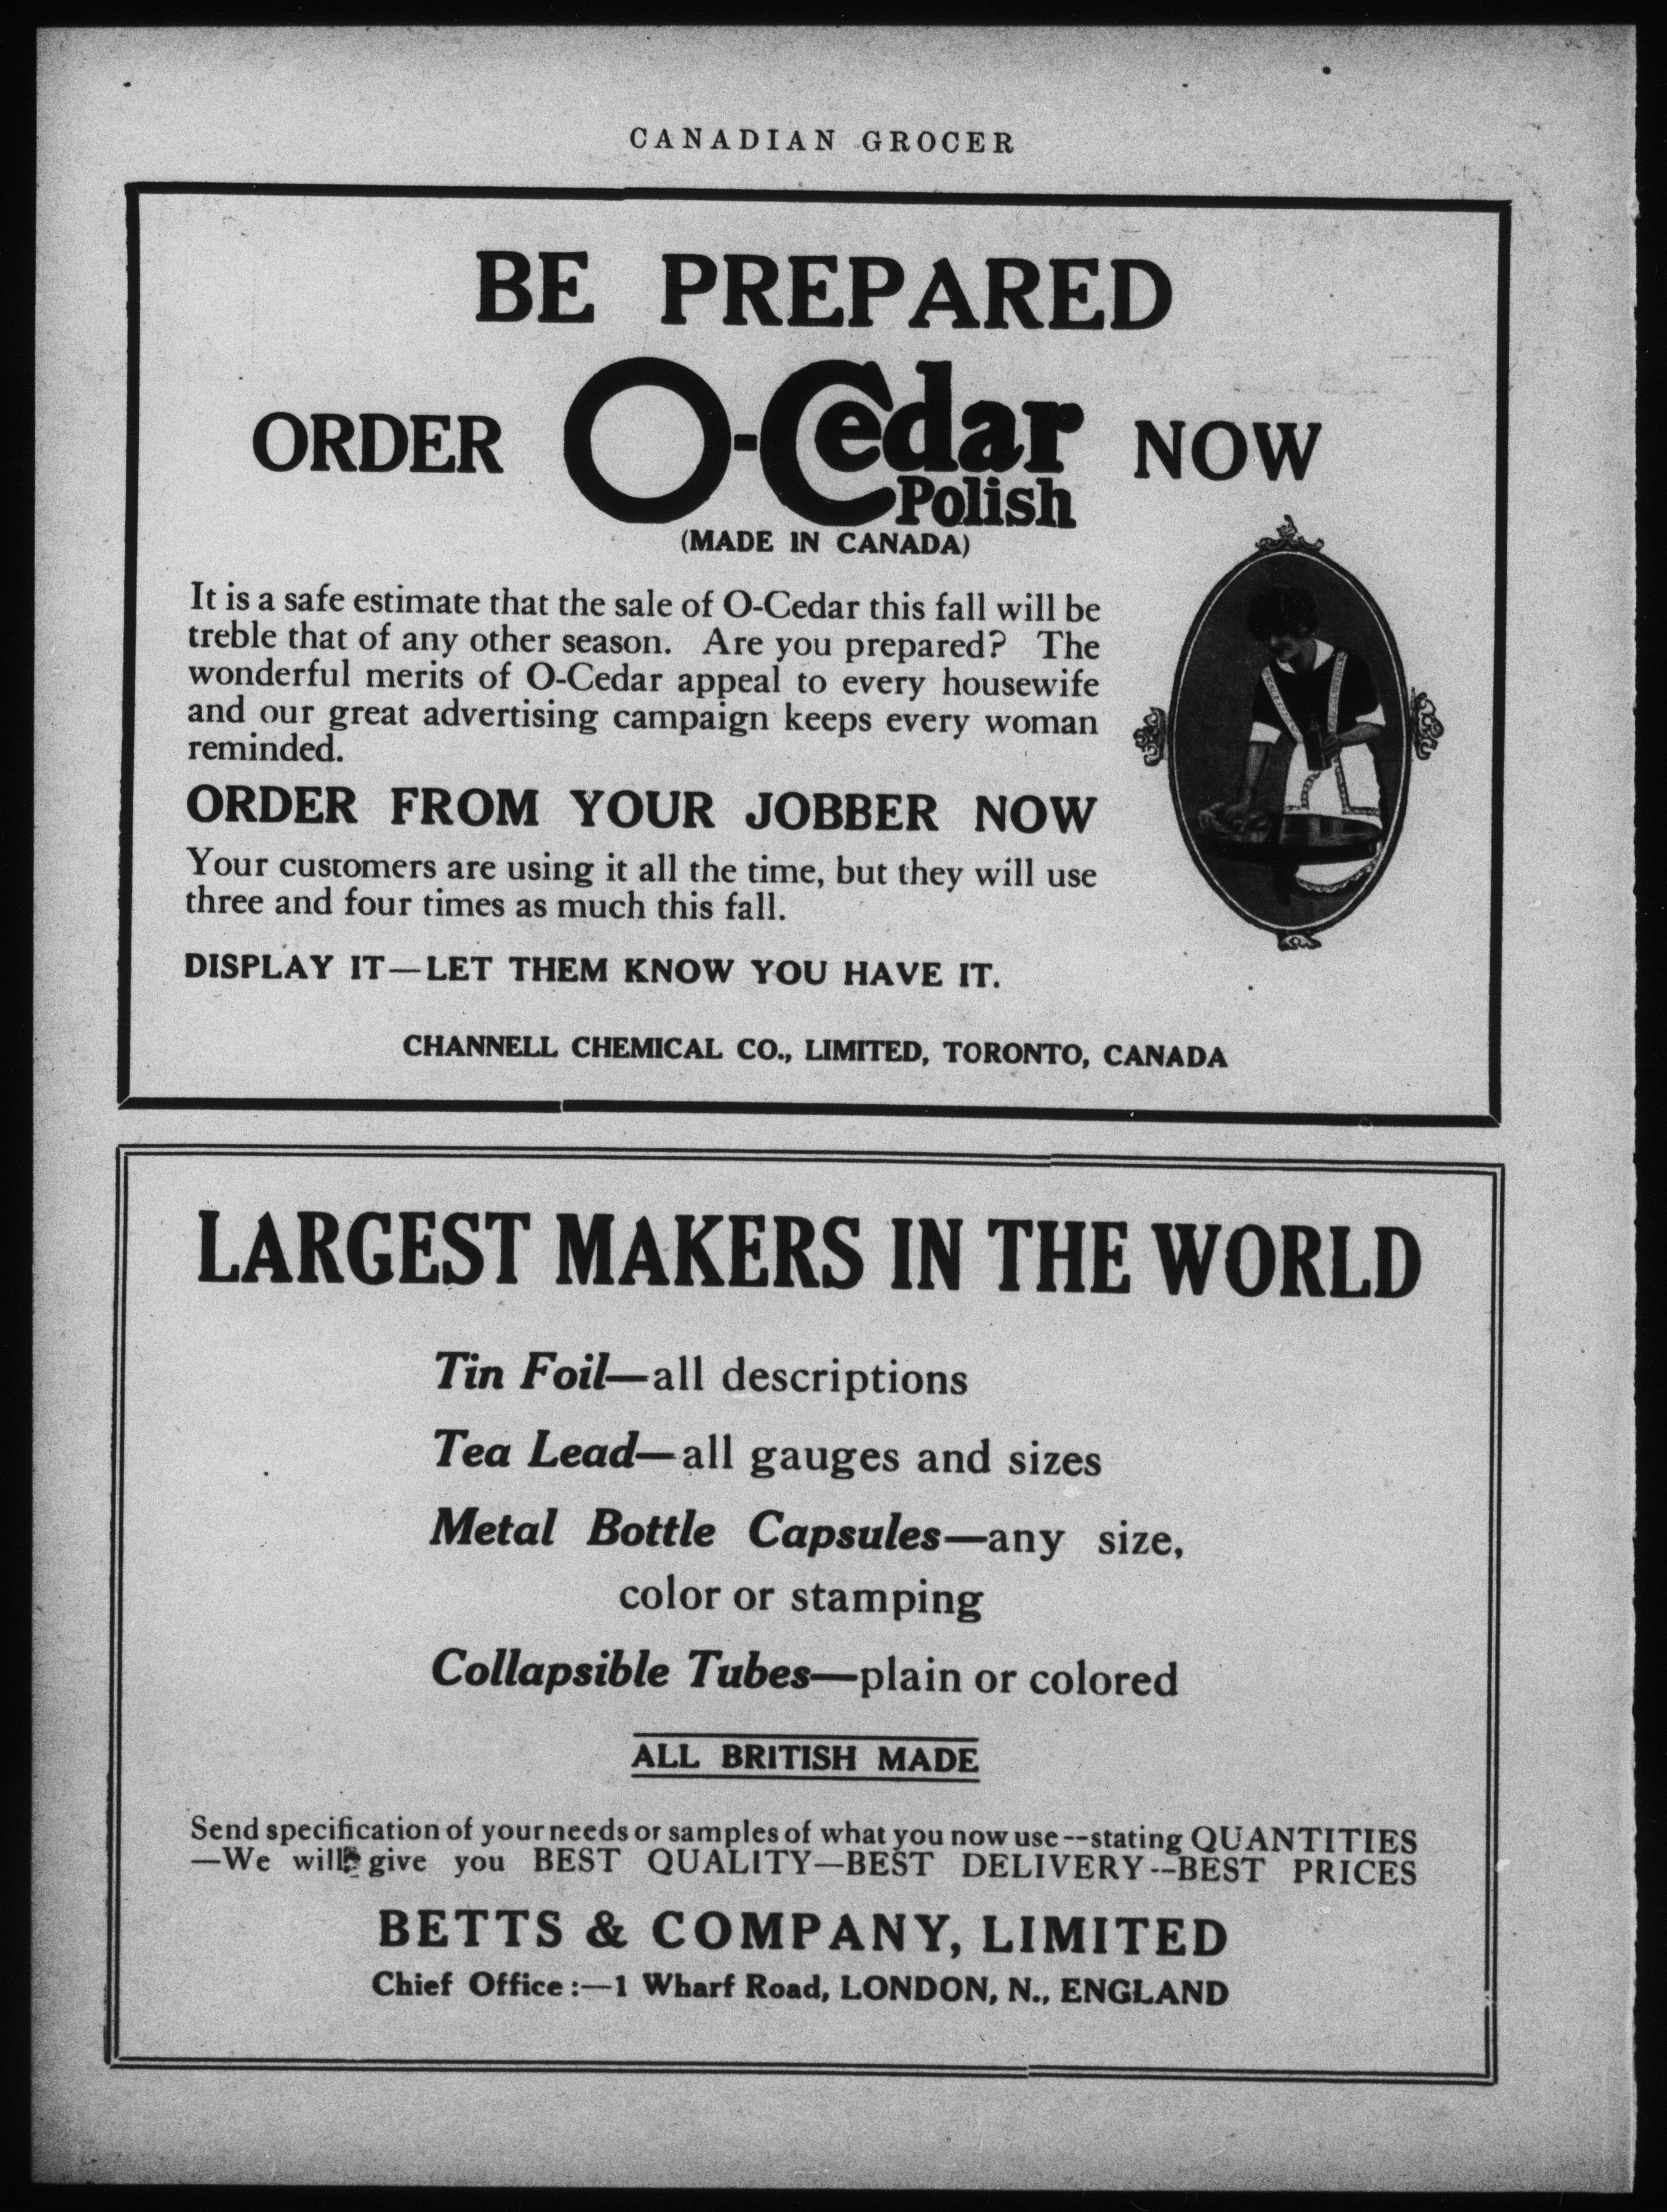 CANADIAN GROCER
BE PREPARED
ORDER O-Cedar NOW
Polish
(MADE IN CANADA)
It is a safe estimate that the sale of O-Cedar this fall will be
treble that of any other season. Are you prepared? The
wonderful merits of O-Cedar appeal to every housewife
and our great advertising campaign keeps every woman
reminded.
ORDER FROM YOUR JOBBER NOW
Your customers are using it all the time, but they will use
three and four times as much this fall.
DISPLAY IT—LET THEM KNOW YOU HAVE IT.
CHANNELL CHEMICAL CO., LIMITED, TORONTO, CANADA
LARGEST MAKERS IN THE WORLD
Tin Foil—all descriptions
Tea Lead—all gauges and sizes
Metal Bottle Capsules—any size,
color or stamping
Collapsible Tubes—plain or colored
ALL BRITISH MADE
Send specification of your needs or samples of what you now use--stating QUANTITIES
—We will give you BEST QUALITY—BEST DELIVERY--BEST PRICES
BETTS & COMPANY, LIMITED
Chief Office:—1 Wharf Road, LONDON, N., ENGLAND